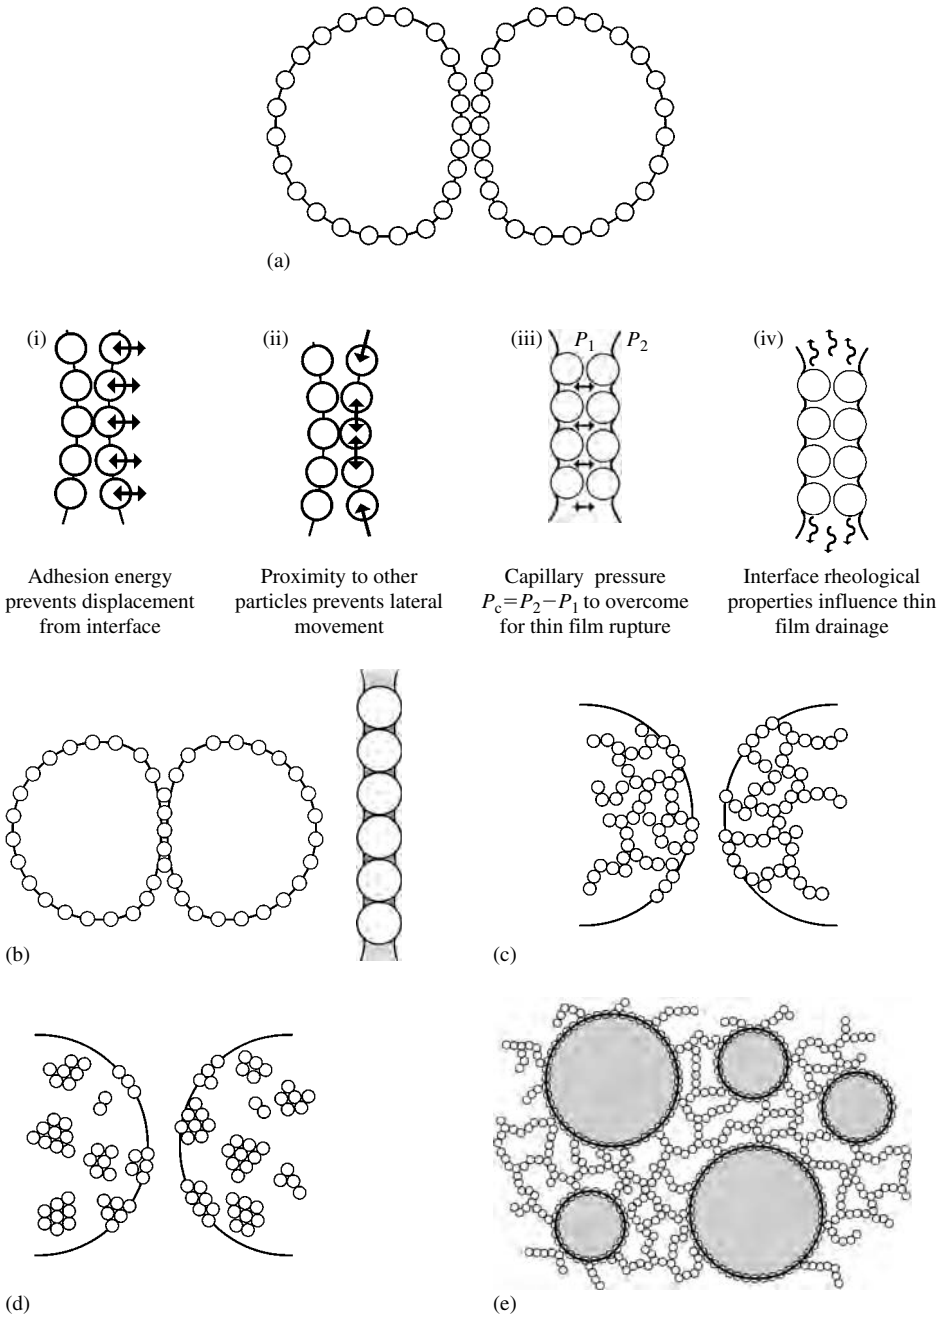 (a)
(i)
(ii)
(iii)
P₁
P₂
(iv)
Adhesion energy
prevents displacement
from interface
Proximity to other
particles prevents lateral
movement
Capillary pressure
Pc=P₂−P₁ to overcome
for thin film rupture
Interface rheological
properties influence thin
film drainage
(b)
(c)
(d)
(e)